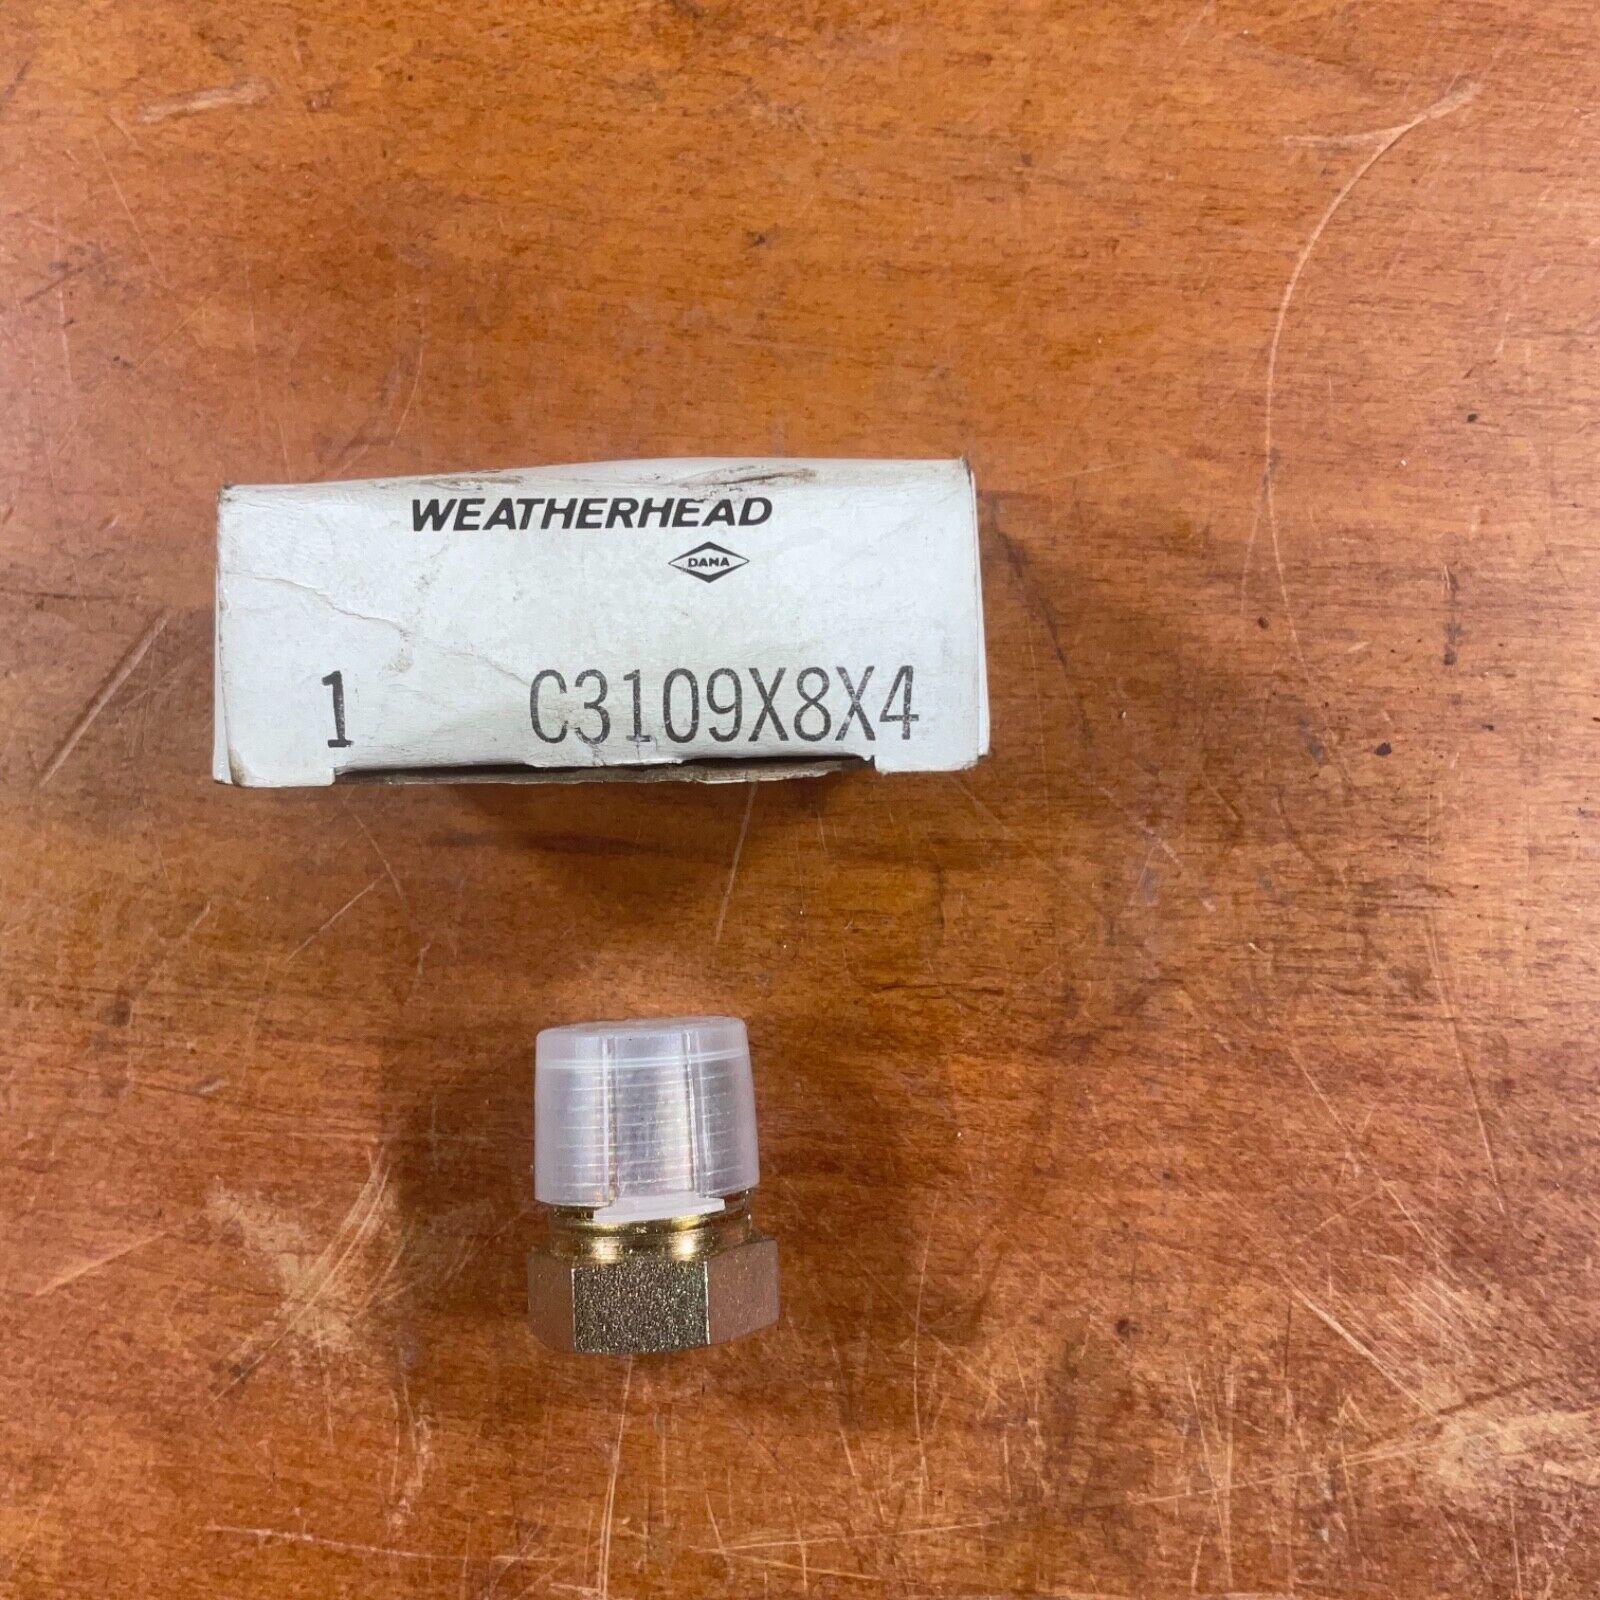 WEATHERHEAD
DANA
1 C3109X8X4